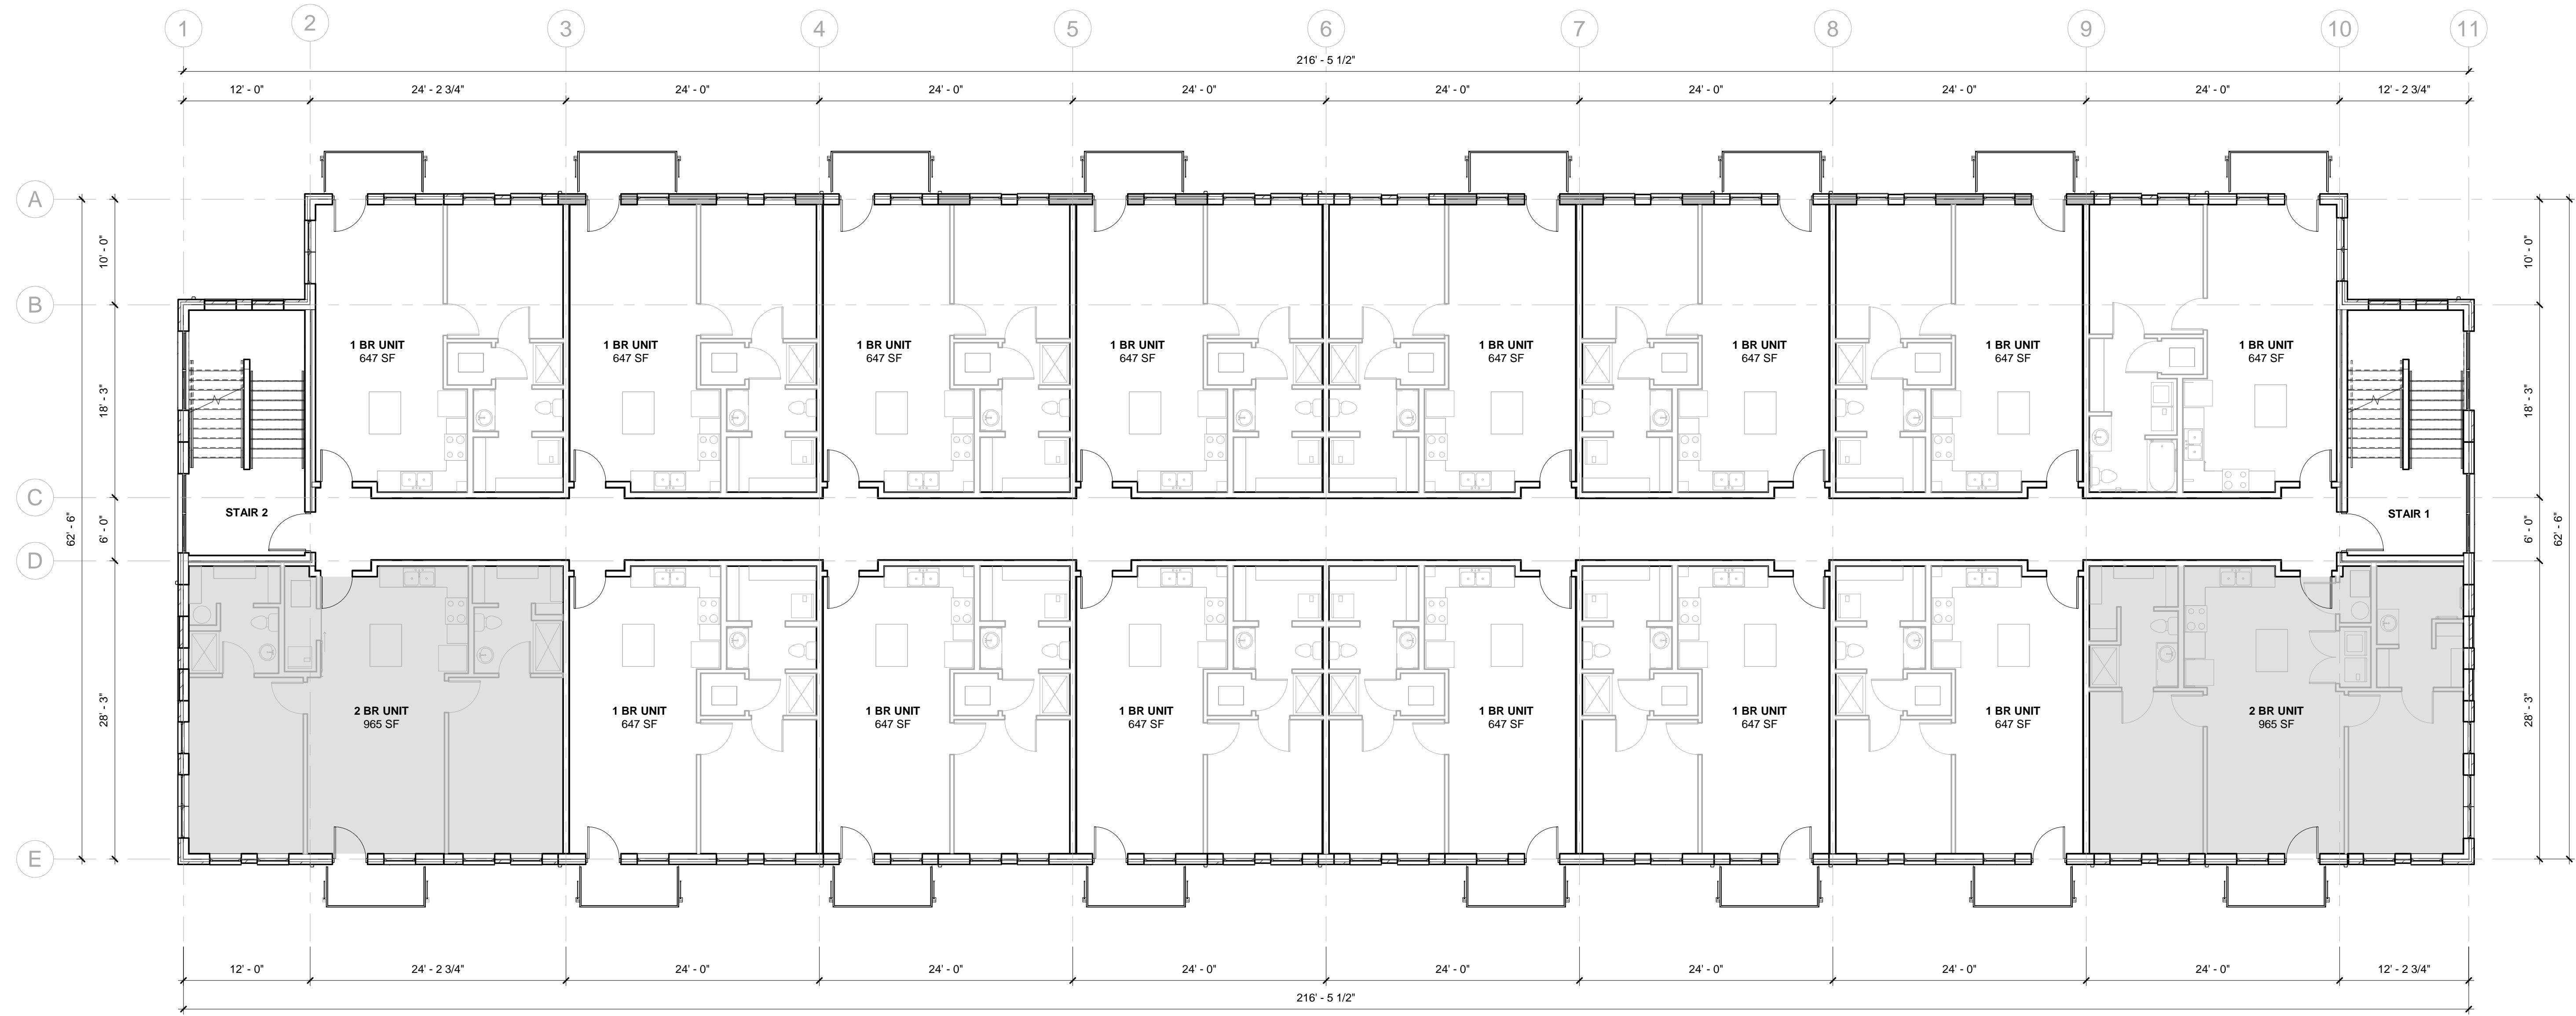 1 2 3 4 5 6 7 8 9 10 11
216' - 5 1/2"
12' - 0" 24' - 2 3/4" 24' - 0" 24' - 0" 24' - 0" 24' - 0" 24' - 0" 24' - 0" 24' - 0" 12' - 2 3/4"
A
10' - 0" 10' - 0"
B
1 BR UNIT 1 BR UNIT 1 BR UNIT 1 BR UNIT 1 BR UNIT 1 BR UNIT 1 BR UNIT 1 BR UNIT
647 SF 647 SF 647 SF 647 SF 647 SF 647 SF 647 SF 647 SF
18' - 3" 18' - 3"
C
STAIR 2 STAIR 1
62' - 6" 6' - 0" 6' - 0" 62' - 6"
D
2 BR UNIT 1 BR UNIT 1 BR UNIT 1 BR UNIT 1 BR UNIT 1 BR UNIT 1 BR UNIT 2 BR UNIT
965 SF 647 SF 647 SF 647 SF 647 SF 647 SF 647 SF 965 SF
28' - 3" 28' - 3"
E
12' - 0" 24' - 2 3/4" 24' - 0" 24' - 0" 24' - 0" 24' - 0" 24' - 0" 24' - 0" 24' - 0" 12' - 2 3/4"
216' - 5 1/2"